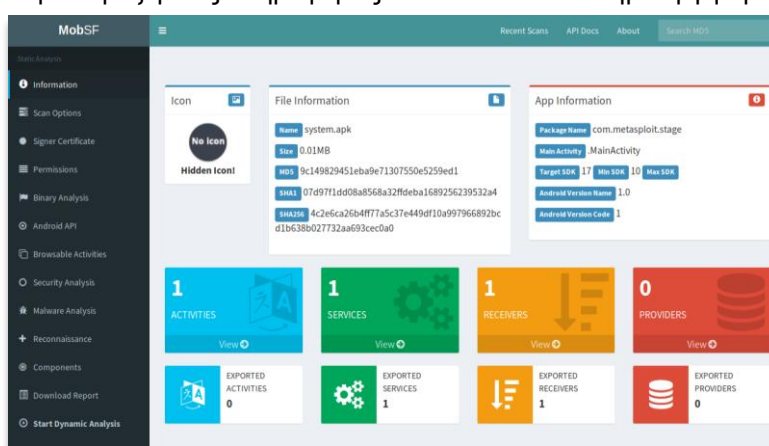 MobSF
Recent Scans
API Docs
About
Search MD5
Static Analysis
Information
Scan Options
Signer Certificate
Permissions
Binary Analysis
Android API
Browsable Activities
Security Analysis
Malware Analysis
Reconnaissance
Components
Download Report
Start Dynamic Analysis
Icon
No icon
Hidden Icon!
File Information
Name system.apk
Size 0.01MB
MD5 9c149829451eba9e71307550e5259ed1
SHA1 07d97f1dd08a8568a32ffdeba1689256239532a4
SHA256 4c2e6ca26b4ff77a5c37e449df10a997966892bc
d1b638b027732aa693cec0a0
App Information
Package Name com.metasploit.stage
Main Activity .MainActivity
Target SDK 17 Min SDK 10 Max SDK
Android Version Name 1.0
Android Version Code 1
1
ACTIVITIES
View
1
SERVICES
View
1
RECEIVERS
View
0
PROVIDERS
View
EXPORTED
ACTIVITIES
0
EXPORTED
SERVICES
1
EXPORTED
RECEIVERS
1
EXPORTED
PROVIDERS
0